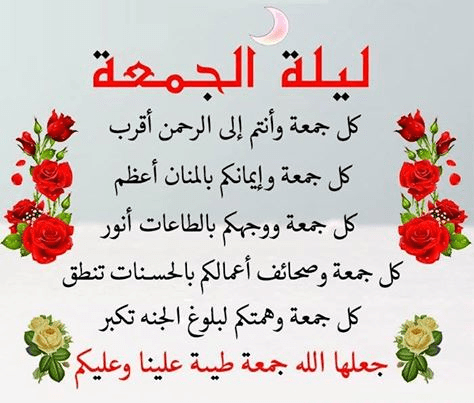 ليلة الجمعة
كل جمعة وأنتم إلى الرحمن أقرب
كل جمعة وإيمانكم بالمنان أعظم
كل جمعة ووجهكم بالطاعات أنور
كل جمعة وصحائف أعمالكم بالحسنات تنطق
كل جمعة وهمتكم لبلوغ الجنه تكبر
جعلها الله جمعة طيبة علينا وعليكم